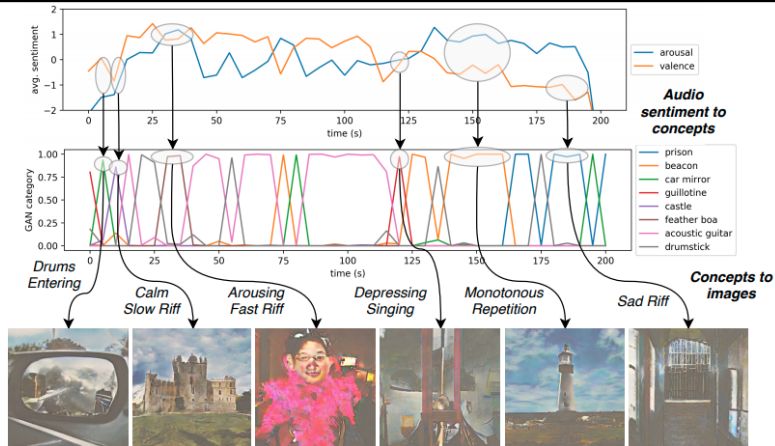 2
1
0
−1
−2
avg. sentiment
0
25
50
75
100
125
150
175
200
time (s)
arousal
valence
Audio
sentiment to
concepts
1.00
0.75
0.50
0.25
0.00
GAN category
0
25
50
75
100
125
150
175
200
time (s)
prison
beacon
car mirror
guillotine
castle
feather boa
acoustic guitar
drumstick
Concepts to
images
Drums
Entering
Calm
Slow Riff
Arousing
Fast Riff
Depressing
Singing
Monotonous
Repetition
Sad Riff